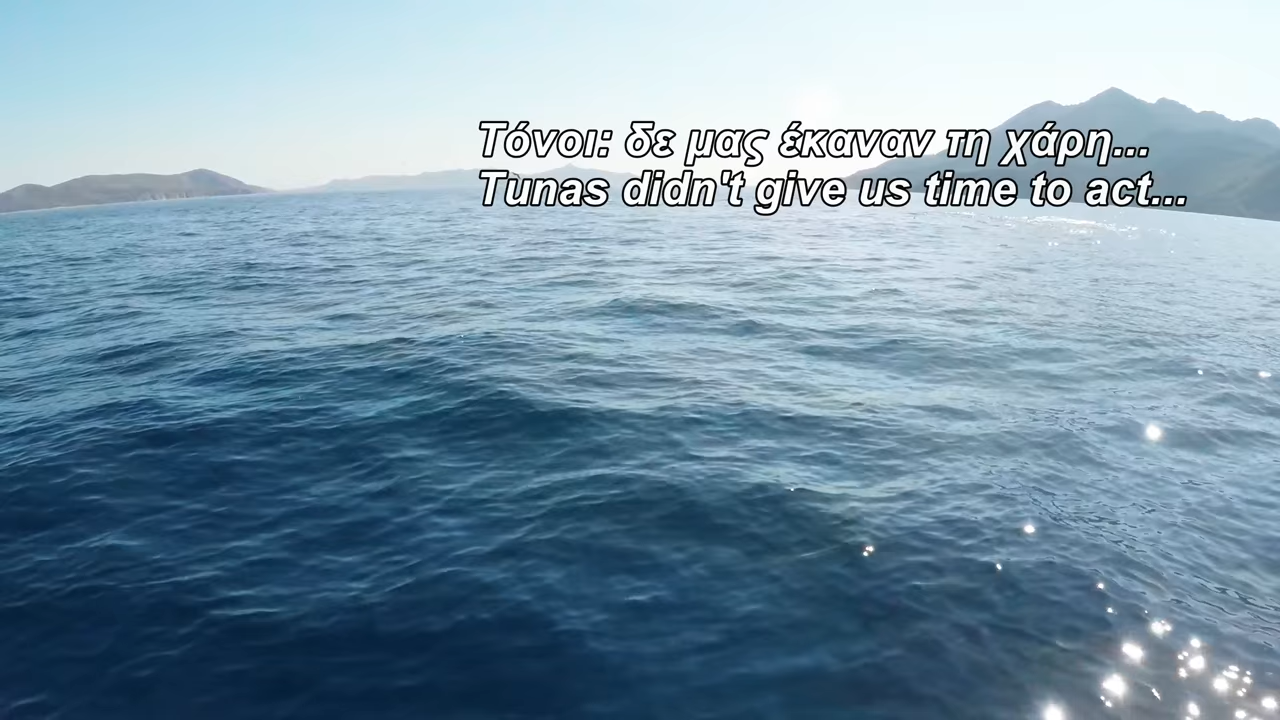 Τόνοι: δε μας έκαναν τη χάρη...
Tunas didn't give us time to act...